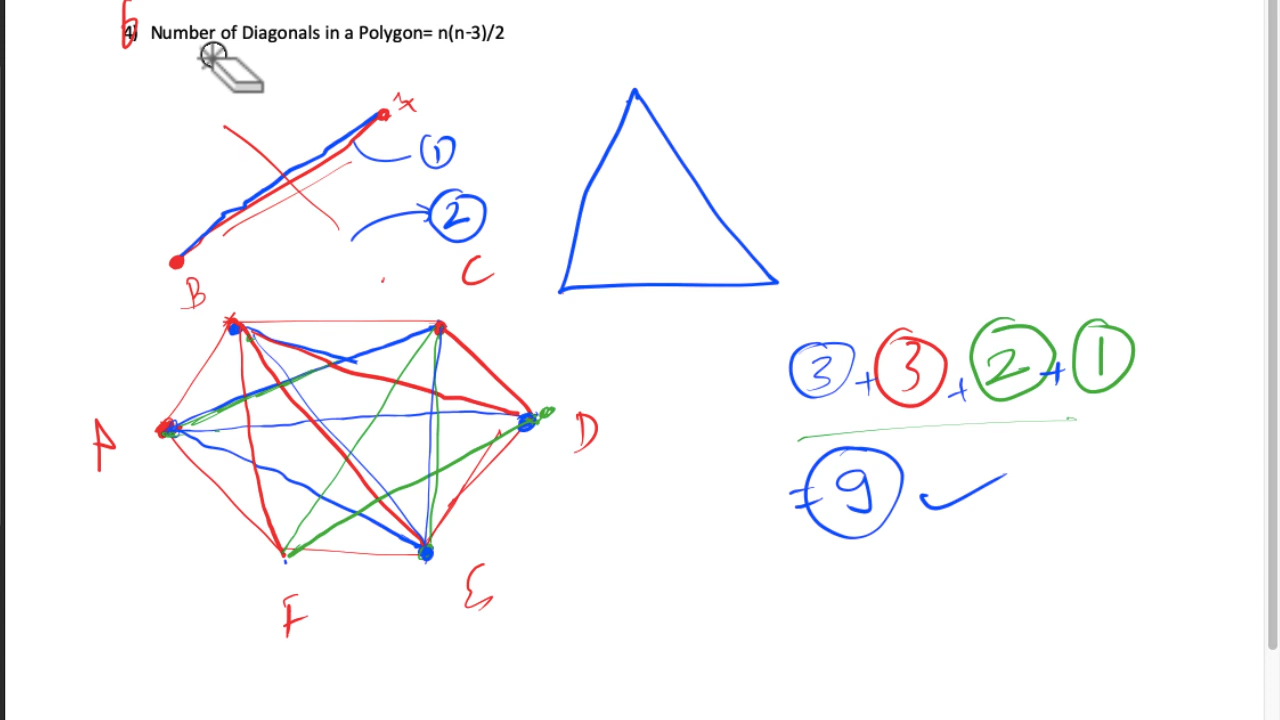 4) Number of Diagonals in a Polygon= n(n-3)/2
1
2
B
C
A
D
E
F
3 + 3 + 2 + 1
= 9